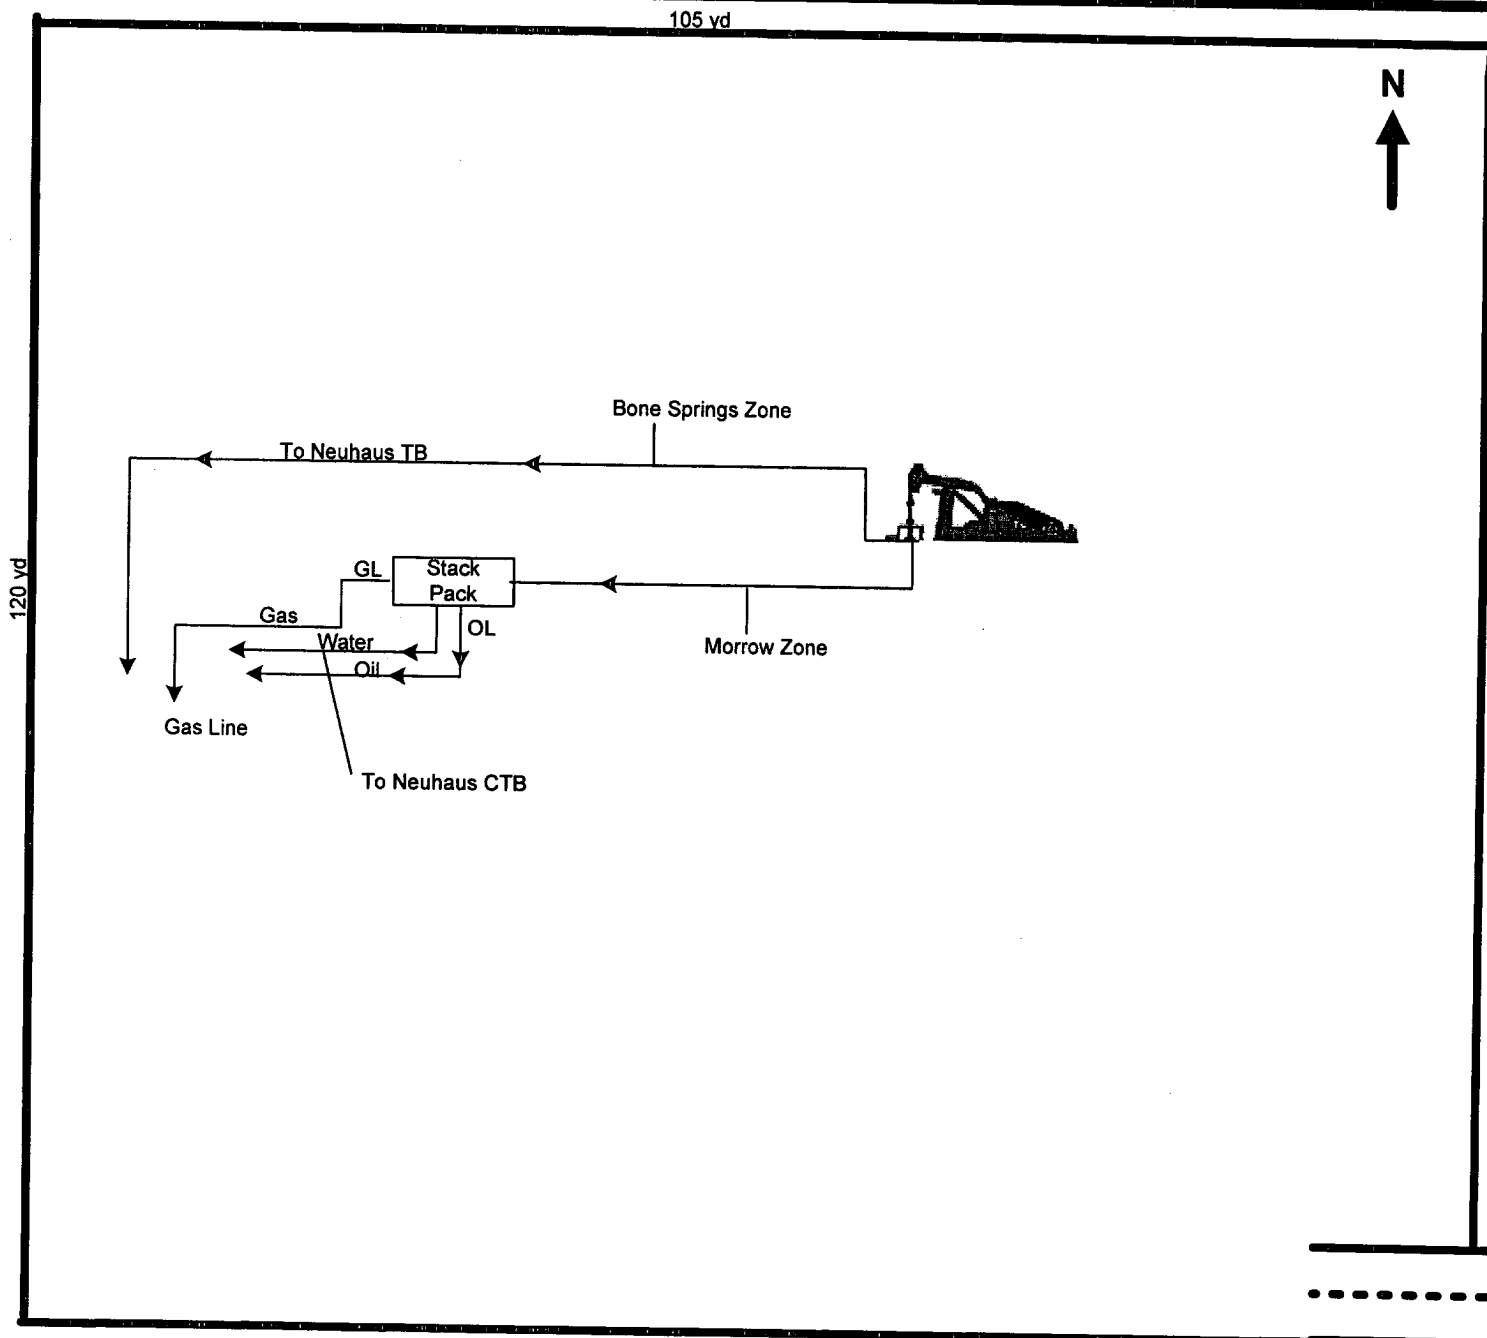 105 yd
N
Bone Springs Zone
To Neuhaus TB
120 yd
GL
Stack
Pack
Gas
OL
Water
Morrow Zone
Oil
Gas Line
To Neuhaus CTB